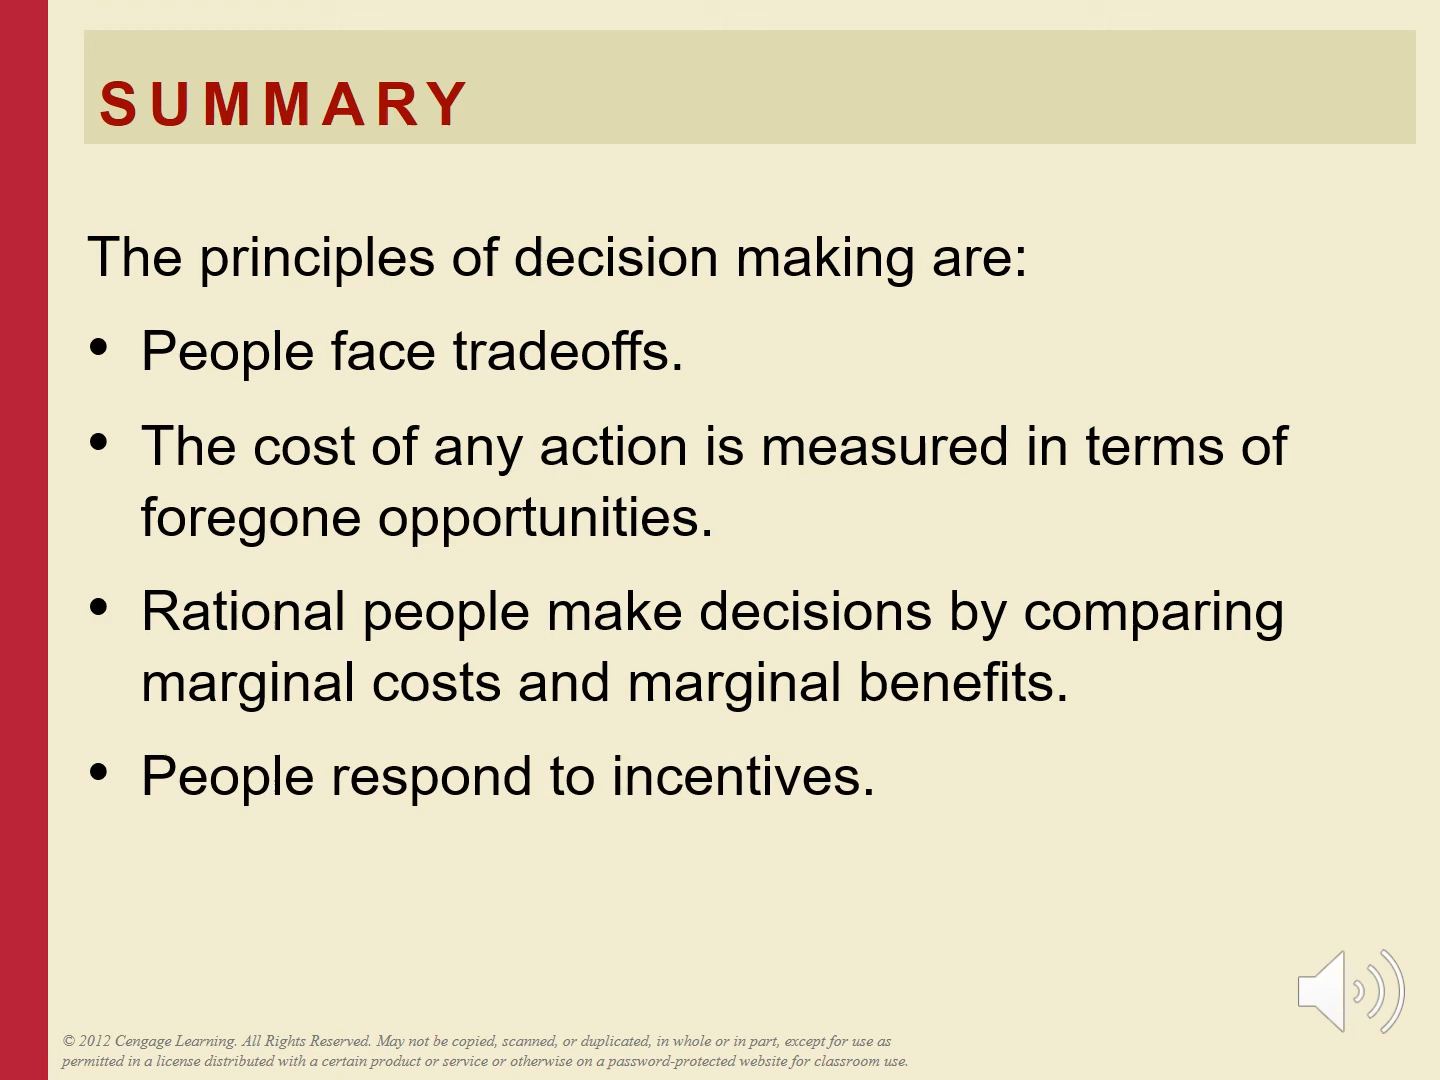 SUMMARY
The principles of decision making are:
• People face tradeoffs.
• The cost of any action is measured in terms of
foregone opportunities.
• Rational people make decisions by comparing
marginal costs and marginal benefits.
• People respond to incentives.
© 2012 Cengage Learning. All Rights Reserved. May not be copied, scanned, or duplicated, in whole or in part, except for use as
permitted in a license distributed with a certain product or service or otherwise on a password-protected website for classroom use.